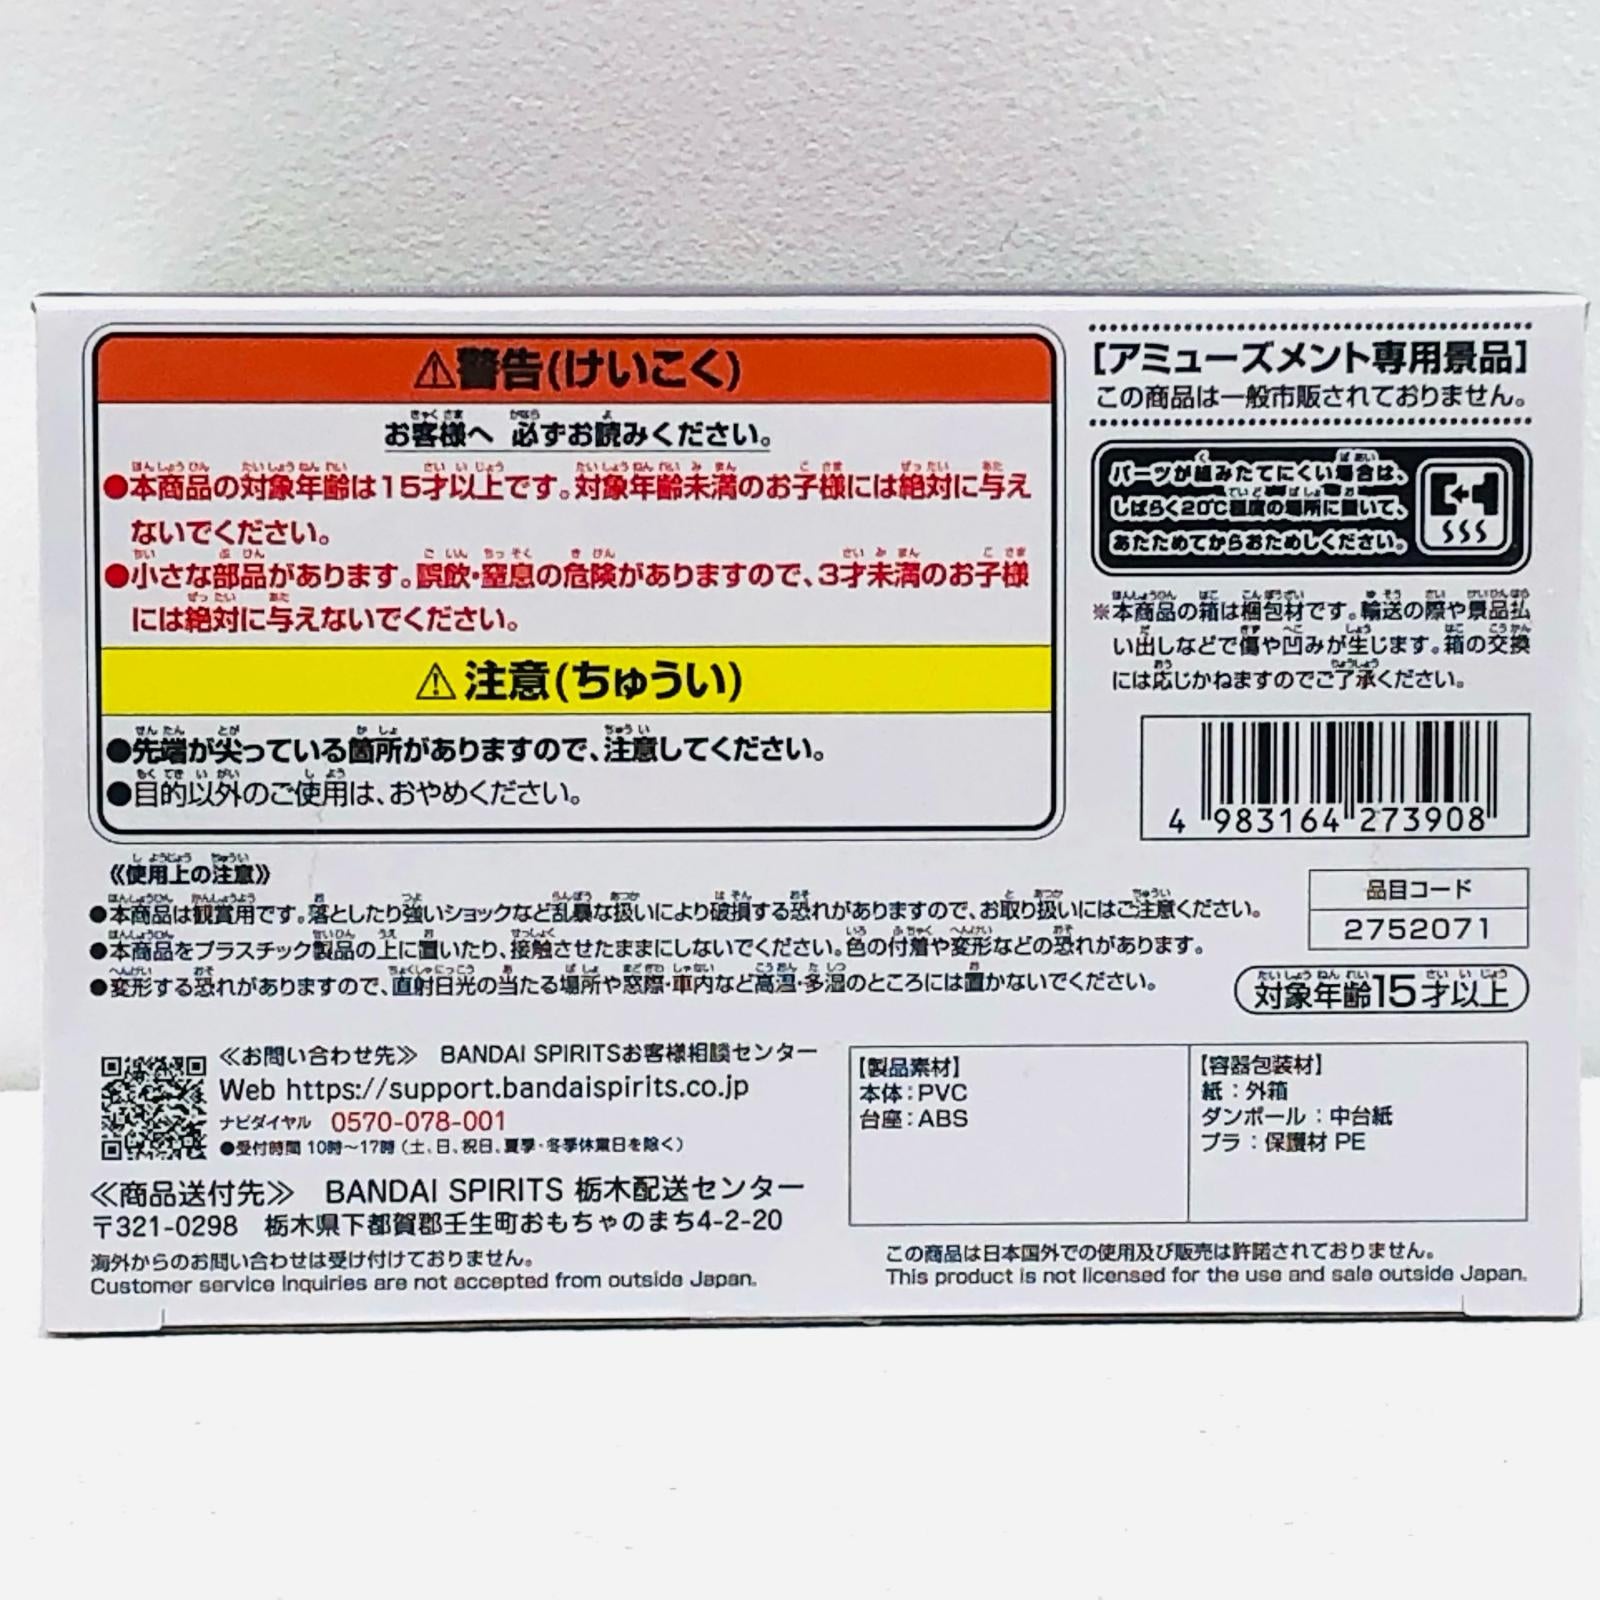 ⚠警告(けいこく)
お客様へ 必ずお読みください。
●本商品の対象年齢は15才以上です。対象年齢未満のお子様には絶対に与え
ないでください。
●小さな部品があります。誤飲・窒息の危険がありますので、3才未満のお子様
には絶対に与えないでください。
⚠注意(ちゅうい)
●先端が尖っている箇所がありますので、注意してください。
●目的以外のご使用は、おやめください。
[アミューズメント専用景品]
この商品は一般市販されておりません。
パーツが組みたてにくい場合は、
しばらく20℃程度の場所に置いて、
あたためてからおためしください。
※本商品の箱は梱包材です。輸送の際や景品払
い出しなどで傷や凹みが生じます。箱の交換
には応じかねますのでご了承ください。
4 983164 273908
品目コード
2752071
対象年齢15才以上
《使用上の注意》
●本商品は観賞用です。落としたり強いショックなど乱暴な扱いにより破損する恐れがありますので、お取り扱いにはご注意ください。
●本商品をプラスチック製品の上に置いたり、接触させたままにしないでください。色の付着や変形などの恐れがあります。
●変形する恐れがありますので、直射日光の当たる場所や窓際・車内など高温・多湿のところには置かないでください。
≪お問い合わせ先≫ BANDAI SPIRITSお客様相談センター
Web https://support.bandaispirits.co.jp
ナビダイヤル 0570-078-001
●受付時間 10時～17時 (土、日、祝日、夏季・冬季休業日を除く)
≪商品送付先≫ BANDAI SPIRITS 栃木配送センター
〒321-0298 栃木県下都賀郡壬生町おもちゃのまち4-2-20
海外からのお問い合わせは受け付けておりません。
Customer service inquiries are not accepted from outside Japan.
【製品素材】
本体：PVC
台座：ABS
【容器包装材】
紙：外箱
ダンボール：中台紙
プラ：保護材 PE
この商品は日本国外での使用及び販売は許諾されておりません。
This product is not licensed for the use and sale outside Japan.